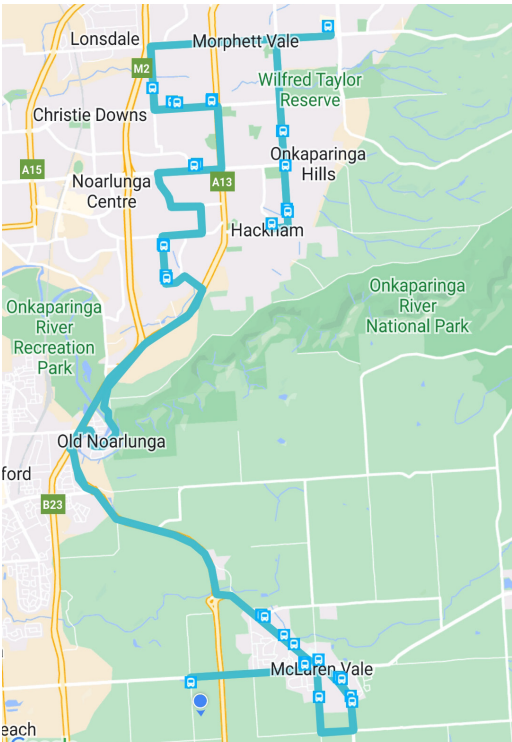 Lonsdale
Morphett Vale
M2
Wilfred Taylor
Reserve
Christie Downs
Onkaparinga
Hills
A15
Noarlunga
Centre
A13
Hackham
Onkaparinga
River
National Park
Onkaparinga
River
Recreation
Park
Old Noarlunga
ford
B23
McLaren Vale
each